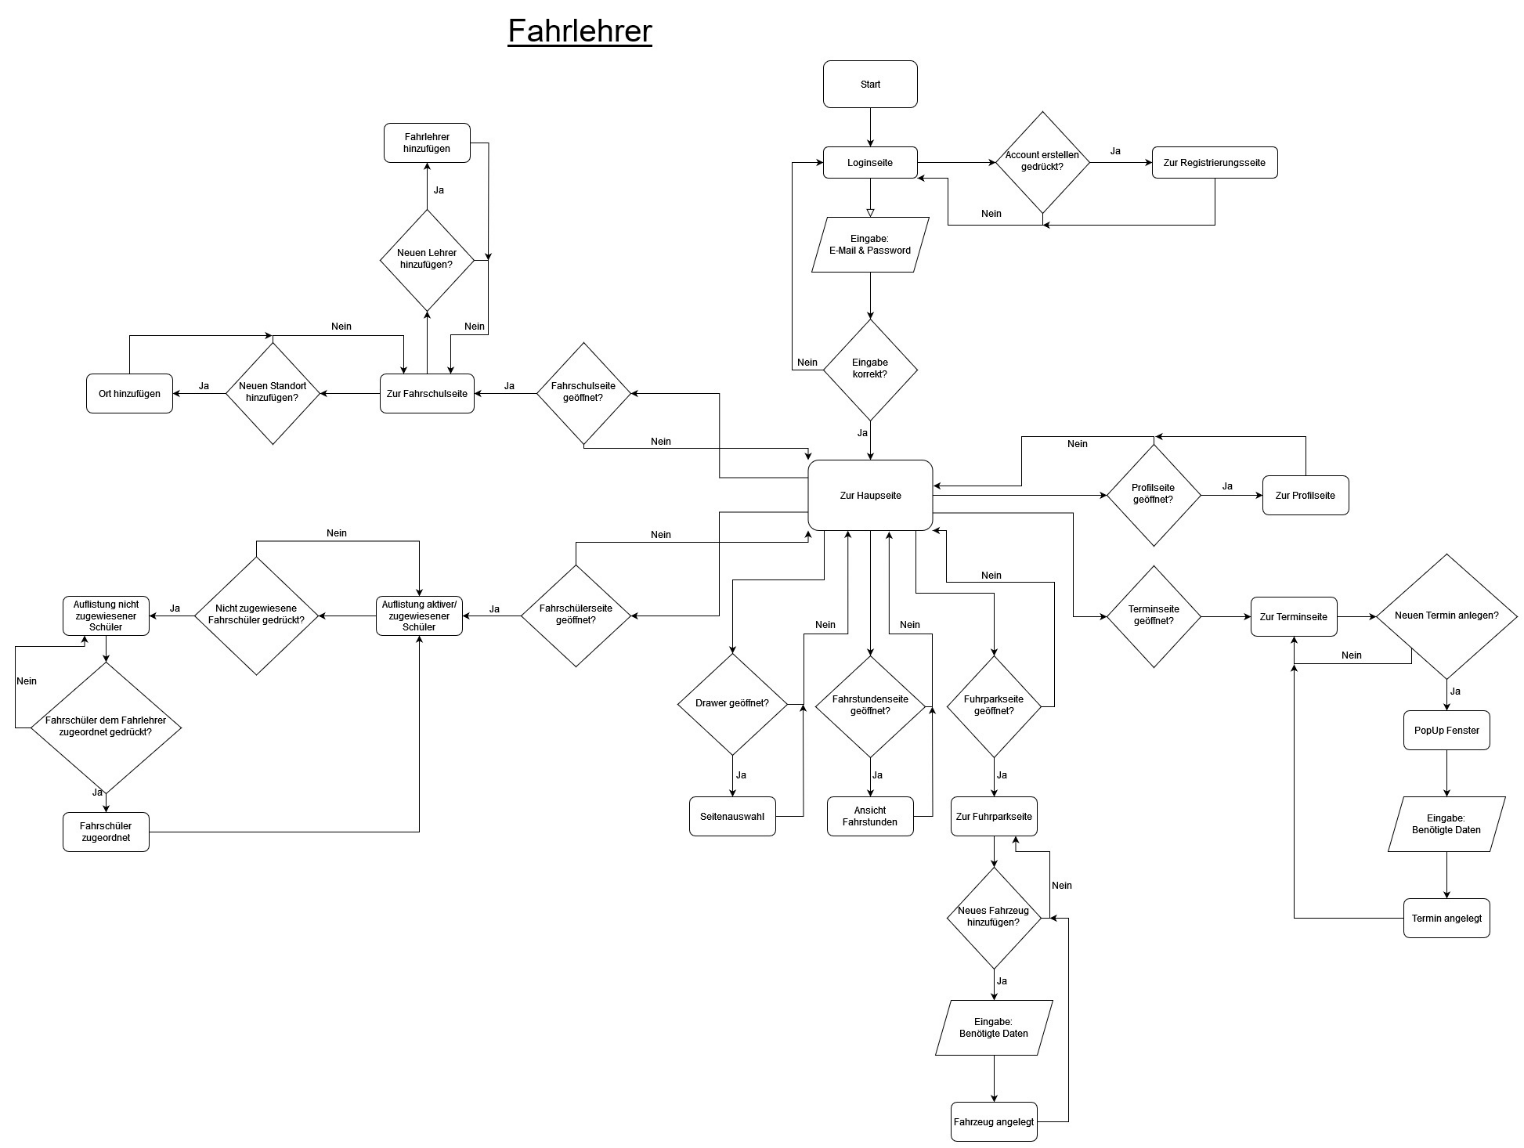 Fahrlehrer
Start
Fahrlehrer
hinzufügen
Loginseite
Account erstellen
gedrückt?
Ja
Zur Registrierungsseite
Ja
Nein
Neuen Lehrer
hinzufügen?
Eingabe:
E-Mail & Password
Nein
Nein
Eingabe
korrekt?
Nein
Ort hinzufügen
Ja
Neuen Standort
hinzufügen?
Zur Fahrschulseite
Ja
Fahrschulseite
geöffnet?
Nein
Ja
Nein
Zur Haupseite
Profilseite
geöffnet?
Ja
Zur Profilseite
Nein
Nein
Nein
Auflistung nicht
zugewiesener
Schüler
Ja
Nicht zugewiesene
Fahrschüler gedrückt?
Auflistung aktiver/
zugewiesener
Schüler
Ja
Fahrschülerseite
geöffnet?
Nein
Nein
Terminseite
geöffnet?
Zur Terminseite
Neuen Termin anlegen?
Nein
Nein
Ja
Fahrschüler dem Fahrlehrer
zugeordnet gedrückt?
Drawer geöffnet?
Fahrstundenseite
geöffnet?
Fuhrparkseite
geöffnet?
PopUp Fenster
Ja
Ja
Ja
Ja
Fahrschüler
zugeordnet
Seitenauswahl
Ansicht
Fahrstunden
Zur Fuhrparkseite
Eingabe:
Benötigte Daten
Nein
Neues Fahrzeug
hinzufügen?
Termin angelegt
Ja
Eingabe:
Benötigte Daten
Fahrzeug angelegt